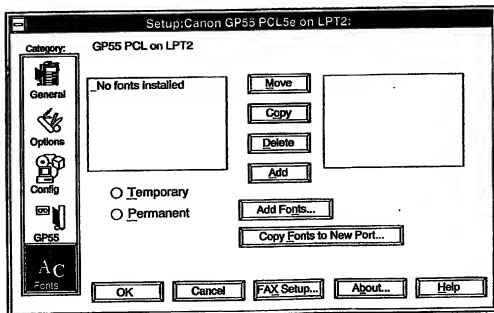 Setup:Canon GP55 PCL5e on LPT2:
Category:
GP55 PCL on LPT2
General
Options
Config
GP55
AC
Fonts
No fonts installed
Move
Copy
Delete
Add
Temporary
Permanent
Add Fonts...
Copy Fonts to New Port...
OK
Cancel
FAX Setup...
About...
Help